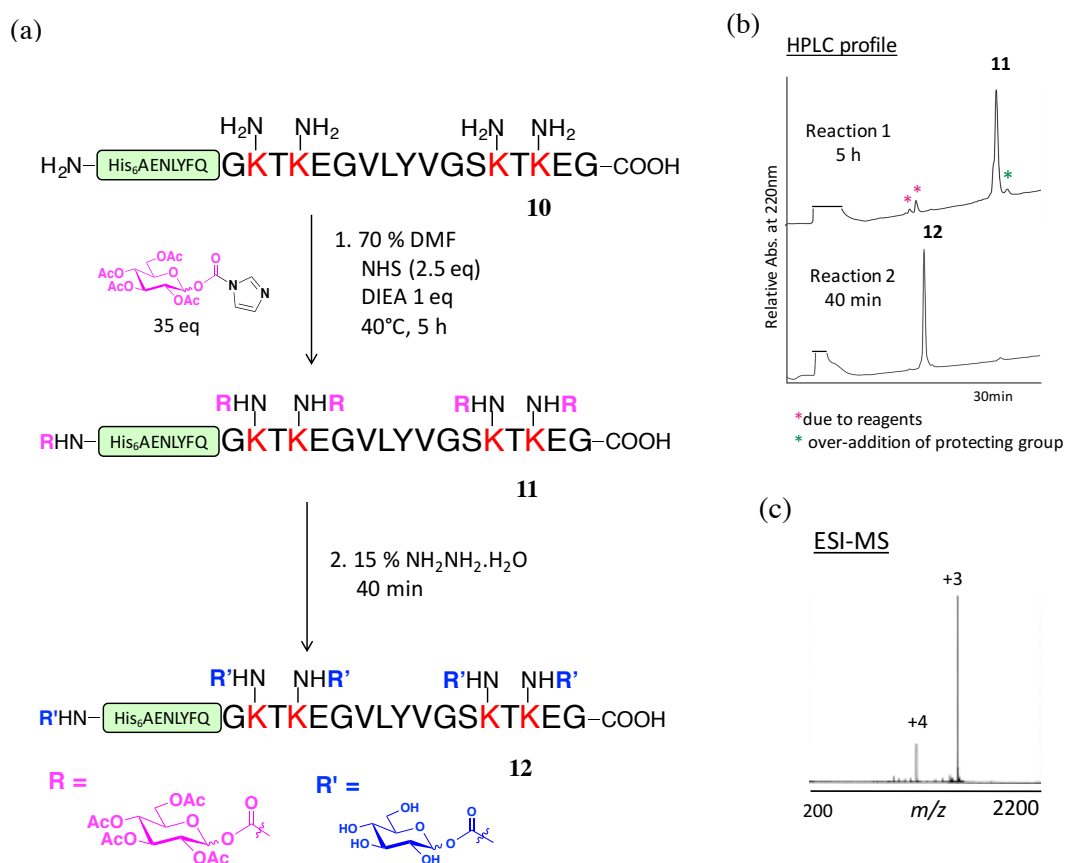 (a)
H₂N
NH₂
H₂N
NH₂
H₂N–His₆AENLYFQ GKTKEGVLYVGSKTKEG–COOH
10
OAc
AcO
AcO
OAc
O
O
O
N
N
35 eq
1. 70 % DMF
NHS (2.5 eq)
DIEA 1 eq
40°C, 5 h
RHN
NHR
RHN
NHR
RHN–His₆AENLYFQ GKTKEGVLYVGSKTKEG–COOH
11
2. 15 % NH₂NH₂.H₂O
40 min
R'HN
NHR'
R'HN
NHR'
R'HN–His₆AENLYFQ GKTKEGVLYVGSKTKEG–COOH
12
R =
OAc
AcO
AcO
OAc
O
O
O
R' =
OH
HO
HO
OH
O
O
O
(b)
HPLC profile
Relative Abs. at 220nm
11
Reaction 1
5 h
*
*
*
12
Reaction 2
40 min
30min
*due to reagents
* over-addition of protecting group
(c)
ESI-MS
+3
+4
200
m/z
2200